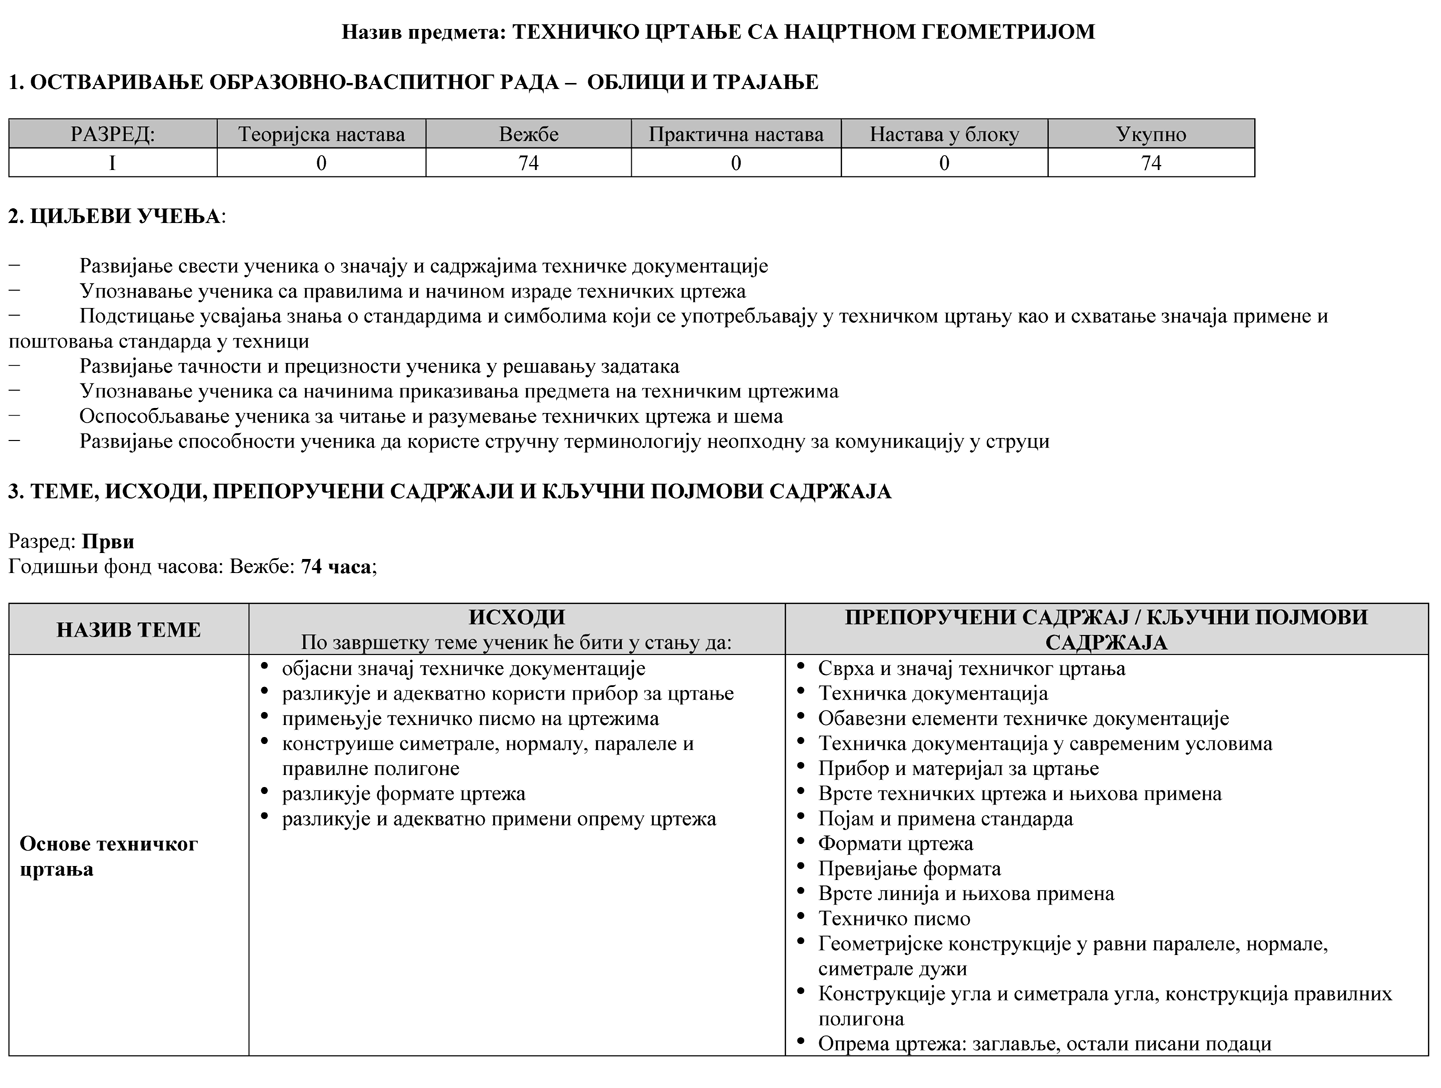 Назив предмета: ТЕХНИЧКО ЦРТАЊЕ СА НАЦРТНОМ ГЕОМЕТРИЈОМ
1. ОСТВАРИВАЊЕ ОБРАЗОВНО-ВАСПИТНОГ РАДА – ОБЛИЦИ И ТРАЈАЊЕ
РАЗРЕД: Теоријска настава Вежбе Практична настава Настава у блоку Укупно
I 0 74 0 0 74
2. ЦИЉЕВИ УЧЕЊА:
– Развијање свести ученика о значају и садржајима техничке документације
– Упознавање ученика са правилима и начином израде техничких цртежа
– Подстицање усвајања знања о стандардима и симболима који се употребљавају у техничком цртању као и схватање значаја примене и
поштовања стандарда у техници
– Развијање тачности и прецизности ученика у решавању задатака
– Упознавање ученика са начинима приказивања предмета на техничким цртежима
– Оспособљавање ученика за читање и разумевање техничких цртежа и шема
– Развијање способности ученика да користе стручну терминологију неопходну за комуникацију у струци
3. ТЕМЕ, ИСХОДИ, ПРЕПОРУЧЕНИ САДРЖАЈИ И КЉУЧНИ ПОЈМОВИ САДРЖАЈА
Разред: Први
Годишњи фонд часова: Вежбе: 74 часа;
НАЗИВ ТЕМЕ
ИСХОДИ
По завршетку теме ученик ће бити у стању да:
ПРЕПОРУЧЕНИ САДРЖАЈ / КЉУЧНИ ПОЈМОВИ
САДРЖАЈА
Основе техничког
цртања
• објасни значај техничке документације
• разликује и адекватно користи прибор за цртање
• примењује техничко писмо на цртежима
• конструише симетрале, нормалу, паралеле и
правилне полигоне
• разликује формате цртежа
• разликује и адекватно примени опрему цртежа
• Сврха и значај техничког цртања
• Техничка документација
• Обавезни елементи техничке документације
• Техничка документација у савременим условима
• Прибор и материјал за цртање
• Врсте техничких цртежа и њихова примена
• Појам и примена стандарда
• Формати цртежа
• Превијање формата
• Врсте линија и њихова примена
• Техничко писмо
• Геометријске конструкције у равни паралеле, нормале,
симетрале дужи
• Конструкције угла и симетрала угла, конструкција правилних
полигона
• Опрема цртежа: заглавље, остали писани подаци